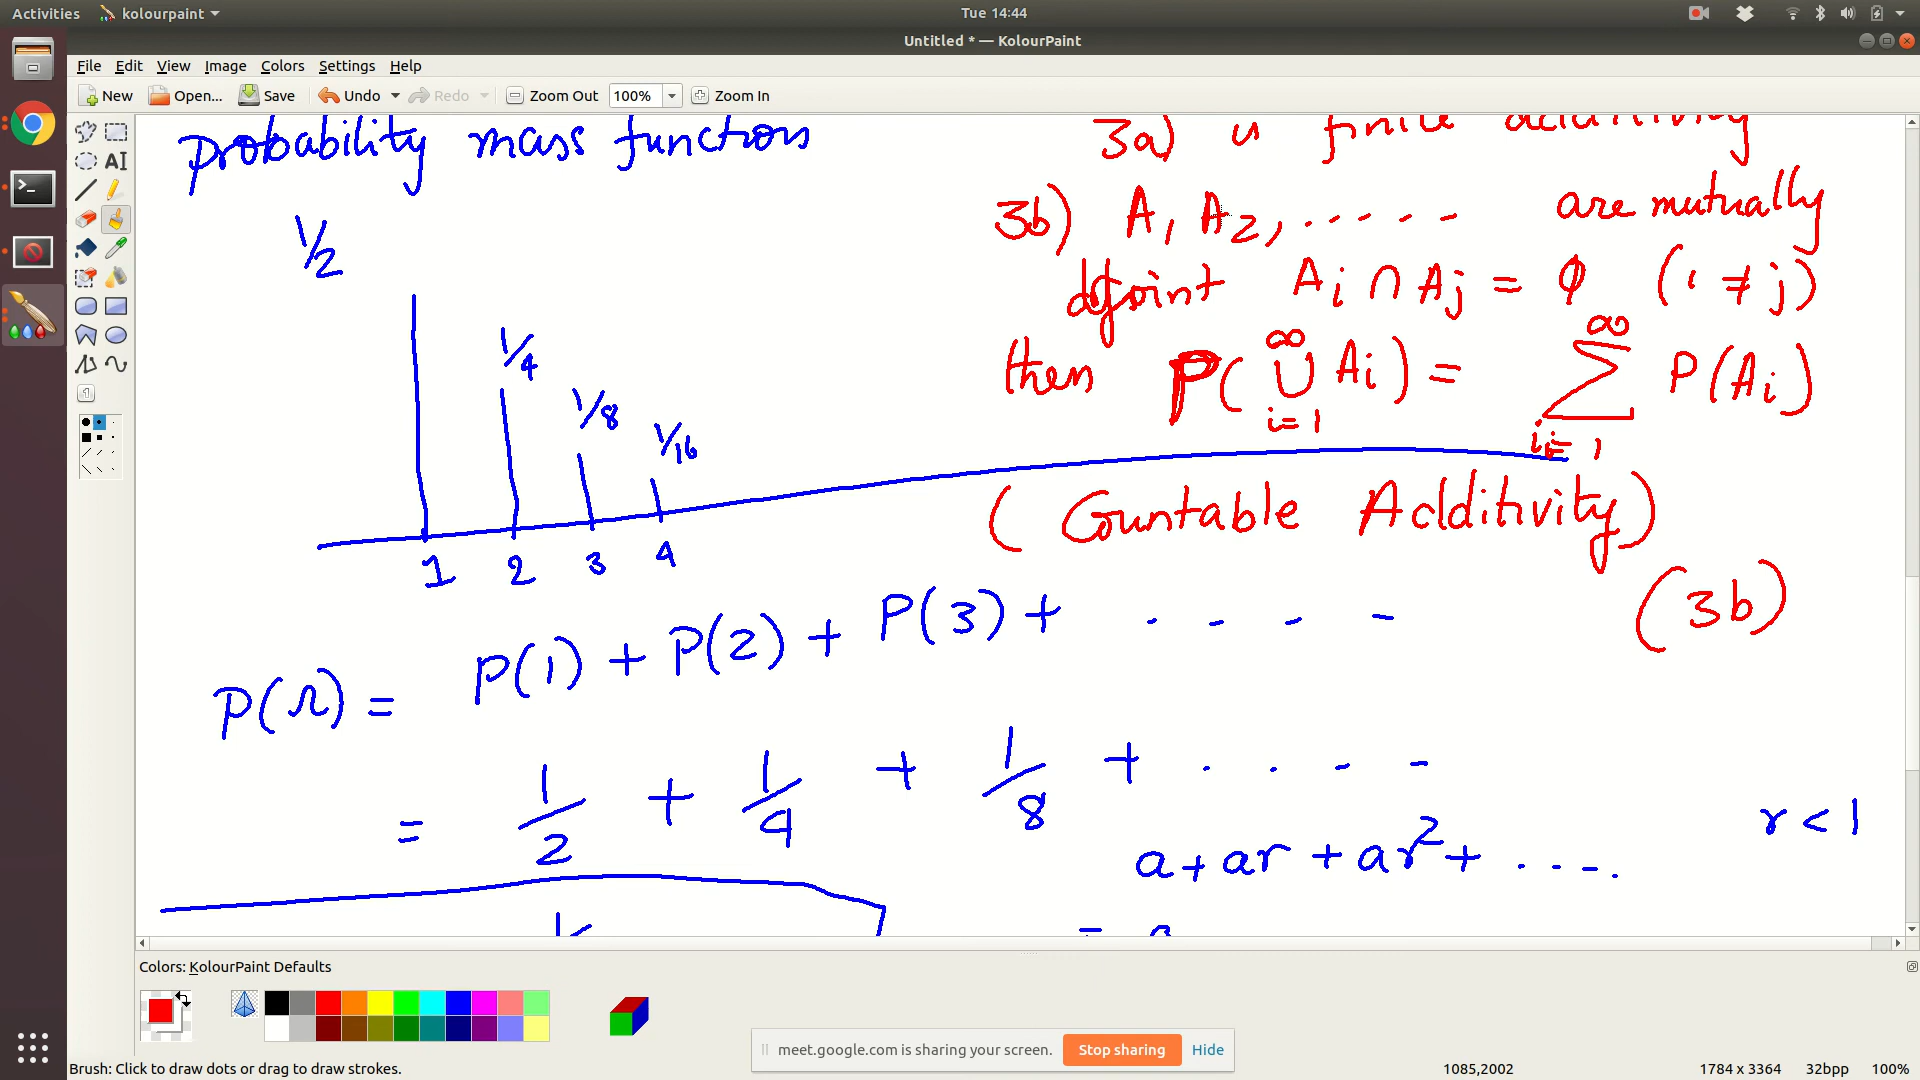 Activities kolourpaint Tue 14:44
Untitled * — KolourPaint
File Edit View Image Colors Settings Help
New Open... Save Undo Redo Zoom Out 100% Zoom In
probability mass function
3a) is finite additivity
3b) A1 A2, ..... are mutually
disjoint Ai ∩ Aj = ϕ (i ≠ j)
then P( ∞ ∪ i=1 Ai ) = ∞ ∑ i=1 P(Ai)
(Countable Additivity)
(3b)
1/2
1/4
1/8
1/16
1 2 3 4
P(Ω) = P(1) + P(2) + P(3) + . - - -
= 1/2 + 1/4 + 1/8 + . . - -
r < 1
a + ar + ar² + . - - .
Colors: KolourPaint Defaults
meet.google.com is sharing your screen. Stop sharing Hide
Brush: Click to draw dots or drag to draw strokes. 1085,2002 1784 x 3364 32bpp 100%